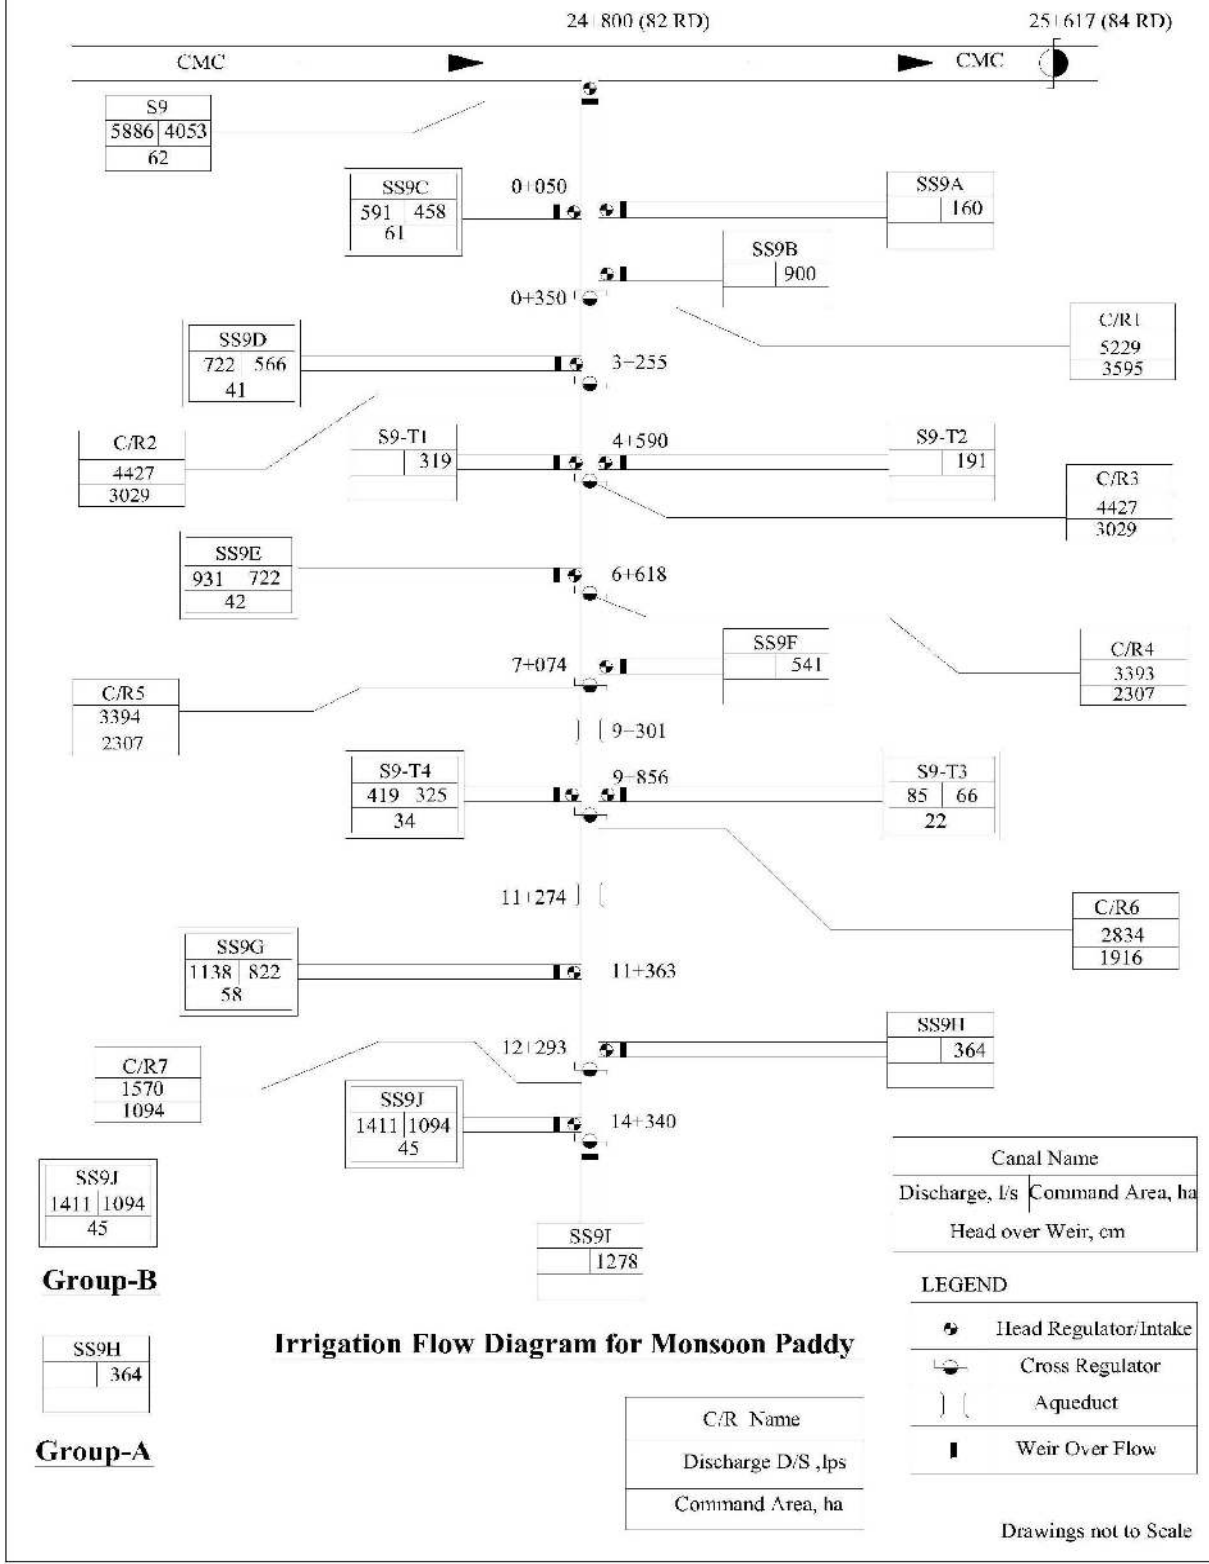 24+800 (82 RD)
25+617 (84 RD)
CMC
CMC
S9
5886 4053
62
SS9C
591 458
61
0+050
SS9A
160
SS9B
900
0+350
C/R1
5229
3595
SS9D
722 566
41
3-255
C/R2
4427
3029
S9-T1
319
4+590
S9-T2
191
C/R3
4427
3029
SS9E
931 722
42
6+618
SS9F
541
7+074
C/R4
3393
2307
C/R5
3394
2307
9-301
S9-T4
419 325
34
9-856
S9-T3
85 66
22
11+274
C/R6
2834
1916
SS9G
1138 822
58
11+363
SS9H
364
12+293
C/R7
1570
1094
SS9J
1411 1094
45
14+340
SS9J
1411 1094
45
Group-B
SS9I
1278
Canal Name
Discharge, l/s Command Area, ha
Head over Weir, cm
LEGEND
Head Regulator/Intake
Cross Regulator
Aqueduct
Weir Over Flow
SS9H
364
Group-A
Irrigation Flow Diagram for Monsoon Paddy
C/R Name
Discharge D/S ,lps
Command Area, ha
Drawings not to Scale